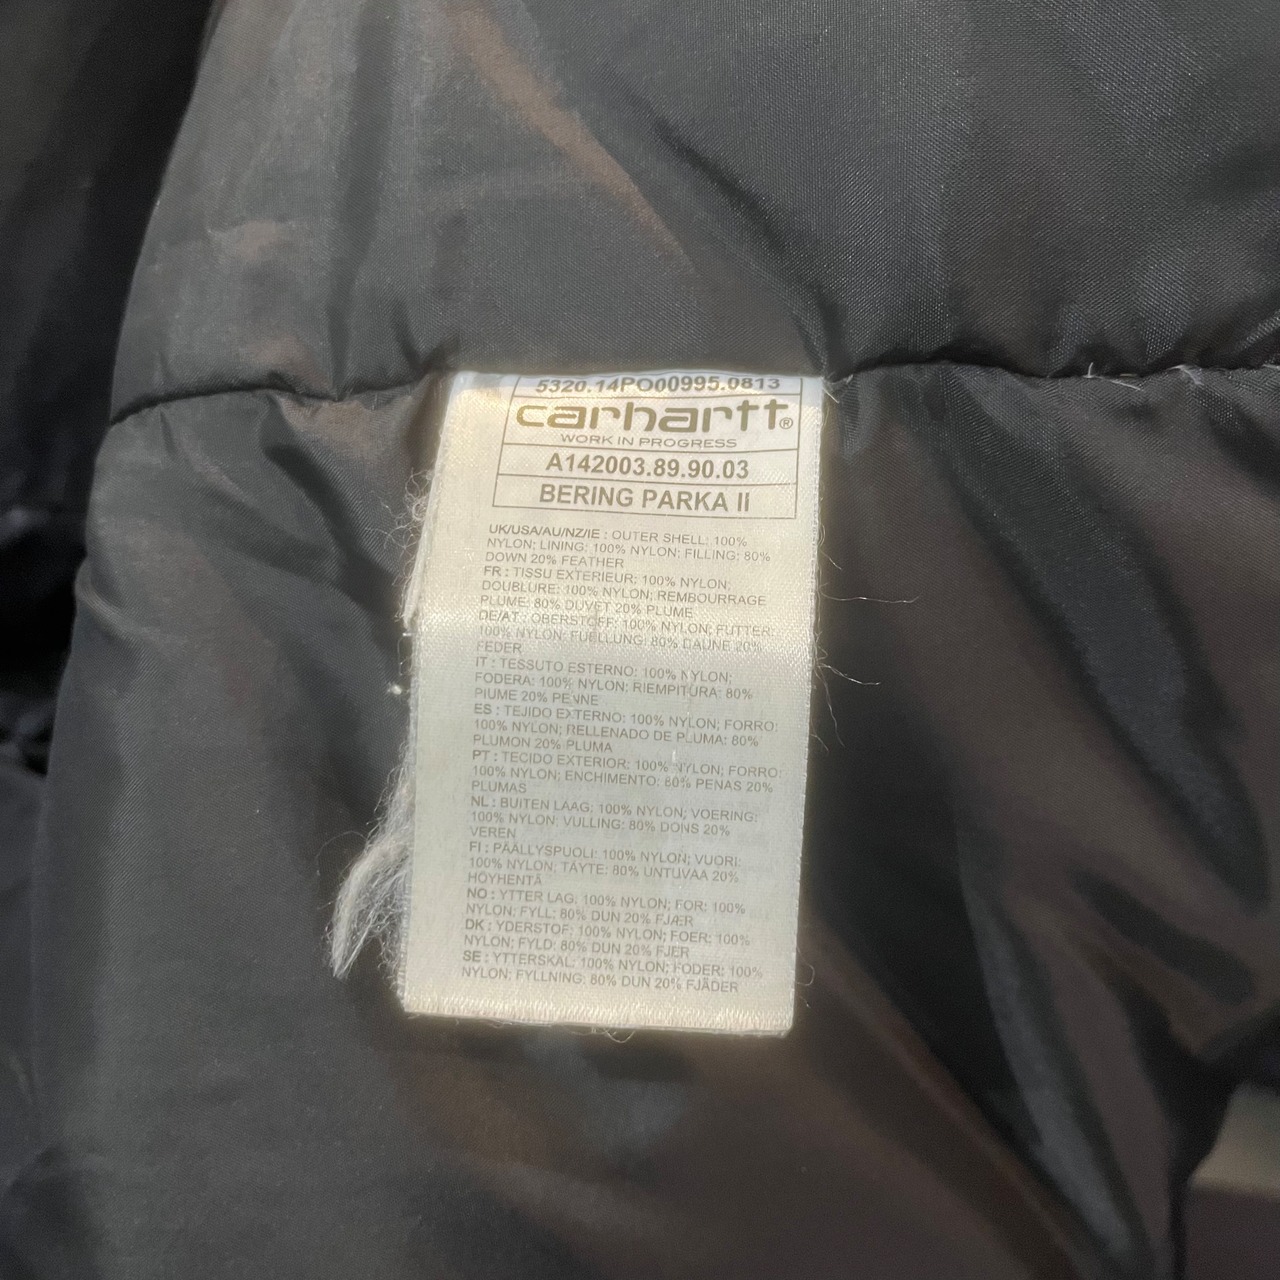 5320.14PO00995.0813
carhartt®
WORK IN PROGRESS
A142003.89.90.03
BERING PARKA II
UK/USA/AU/NZ/IE : OUTER SHELL: 100%
NYLON; LINING: 100% NYLON; FILLING: 80%
DOWN 20% FEATHER
FR : TISSU EXTERIEUR: 100% NYLON;
DOUBLURE: 100% NYLON; REMBOURRAGE
PLUME: 80% DUVET 20% PLUME
DE/AT : OBERSTOFF: 100% NYLON; FUTTER:
100% NYLON; FUELLUNG: 80% DAUNE 20%
FEDER
IT : TESSUTO ESTERNO: 100% NYLON;
FODERA: 100% NYLON; RIEMPITURA: 80%
PIUME 20% PENNE
ES : TEJIDO EXTERNO: 100% NYLON; FORRO:
100% NYLON; RELLENADO DE PLUMA: 80%
PLUMON 20% PLUMA
PT : TECIDO EXTERIOR: 100% NYLON; FORRO:
100% NYLON; ENCHIMENTO: 80% PENAS 20%
PLUMAS
NL : BUITEN LAAG: 100% NYLON; VOERING:
100% NYLON; VULLING: 80% DONS 20%
VEREN
FI : PÄÄLLYSPUOLI: 100% NYLON; VUORI:
100% NYLON; TÄYTE: 80% UNTUVAA 20%
HÖYHENTÄ
NO : YTTER LAG: 100% NYLON; FOR: 100%
NYLON; FYLL: 80% DUN 20% FJÆR
DK : YDERSTOF: 100% NYLON; FOER: 100%
NYLON; FYLD: 80% DUN 20% FJER
SE : YTTERSKAL: 100% NYLON; FODER: 100%
NYLON; FYLLNING: 80% DUN 20% FJÄDER